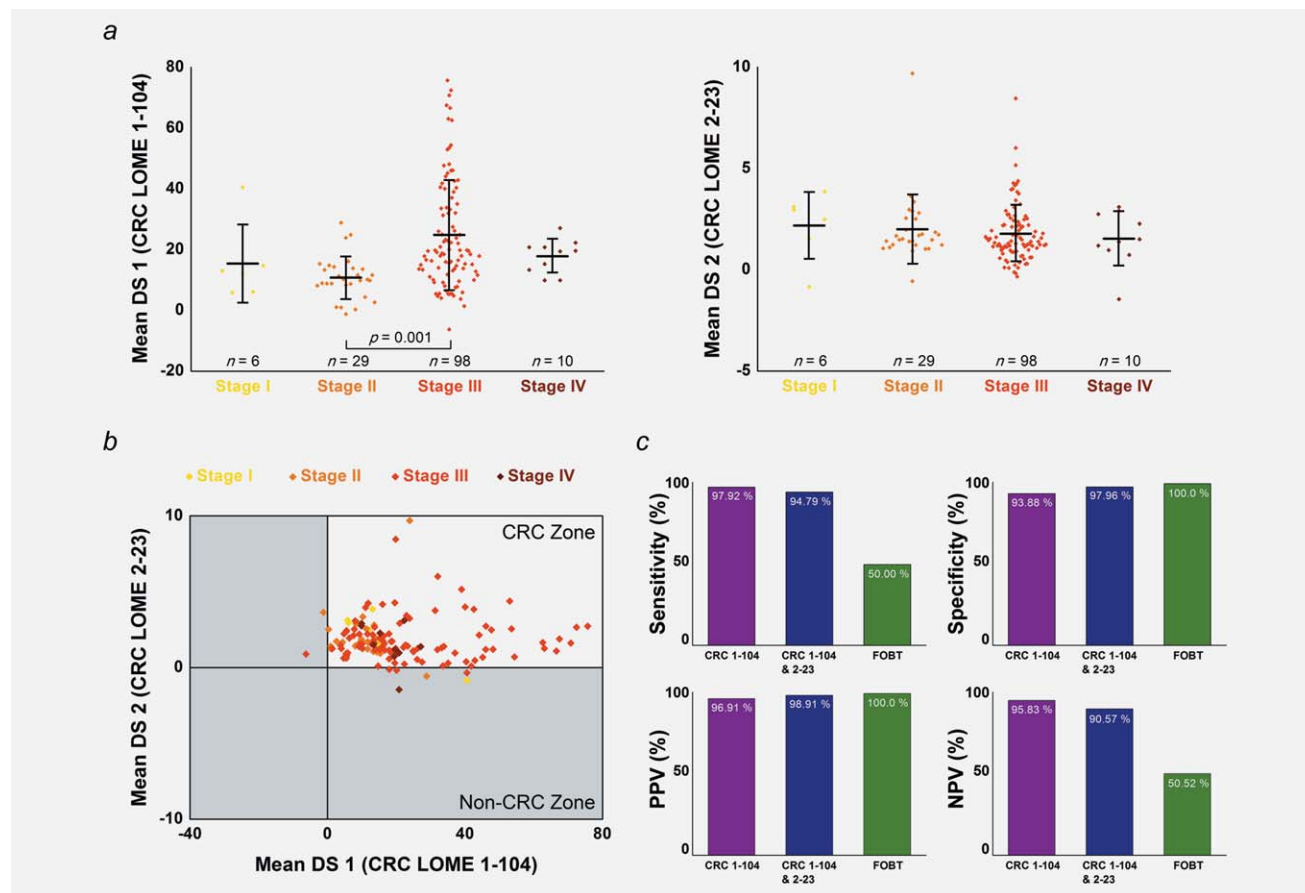 a
Mean DS 1 (CRC LOME 1-104)
80
60
40
20
0
-20
p = 0.001
n = 6
n = 29
n = 98
n = 10
Stage I
Stage II
Stage III
Stage IV
Mean DS 2 (CRC LOME 2-23)
10
5
0
-5
n = 6
n = 29
n = 98
n = 10
Stage I
Stage II
Stage III
Stage IV
b
Stage I
Stage II
Stage III
Stage IV
Mean DS 2 (CRC LOME 2-23)
10
0
-10
CRC Zone
Non-CRC Zone
-40
0
40
80
Mean DS 1 (CRC LOME 1-104)
c
Sensitivity (%)
100
50
0
97.92 %
94.79 %
50.00 %
CRC 1-104
CRC 1-104
& 2-23
FOBT
Specificity (%)
100
50
0
93.88 %
97.96 %
100.0 %
CRC 1-104
CRC 1-104
& 2-23
FOBT
PPV (%)
100
50
0
96.91 %
98.91 %
100.0 %
CRC 1-104
CRC 1-104
& 2-23
FOBT
NPV (%)
100
50
0
95.83 %
90.57 %
50.52 %
CRC 1-104
CRC 1-104
& 2-23
FOBT